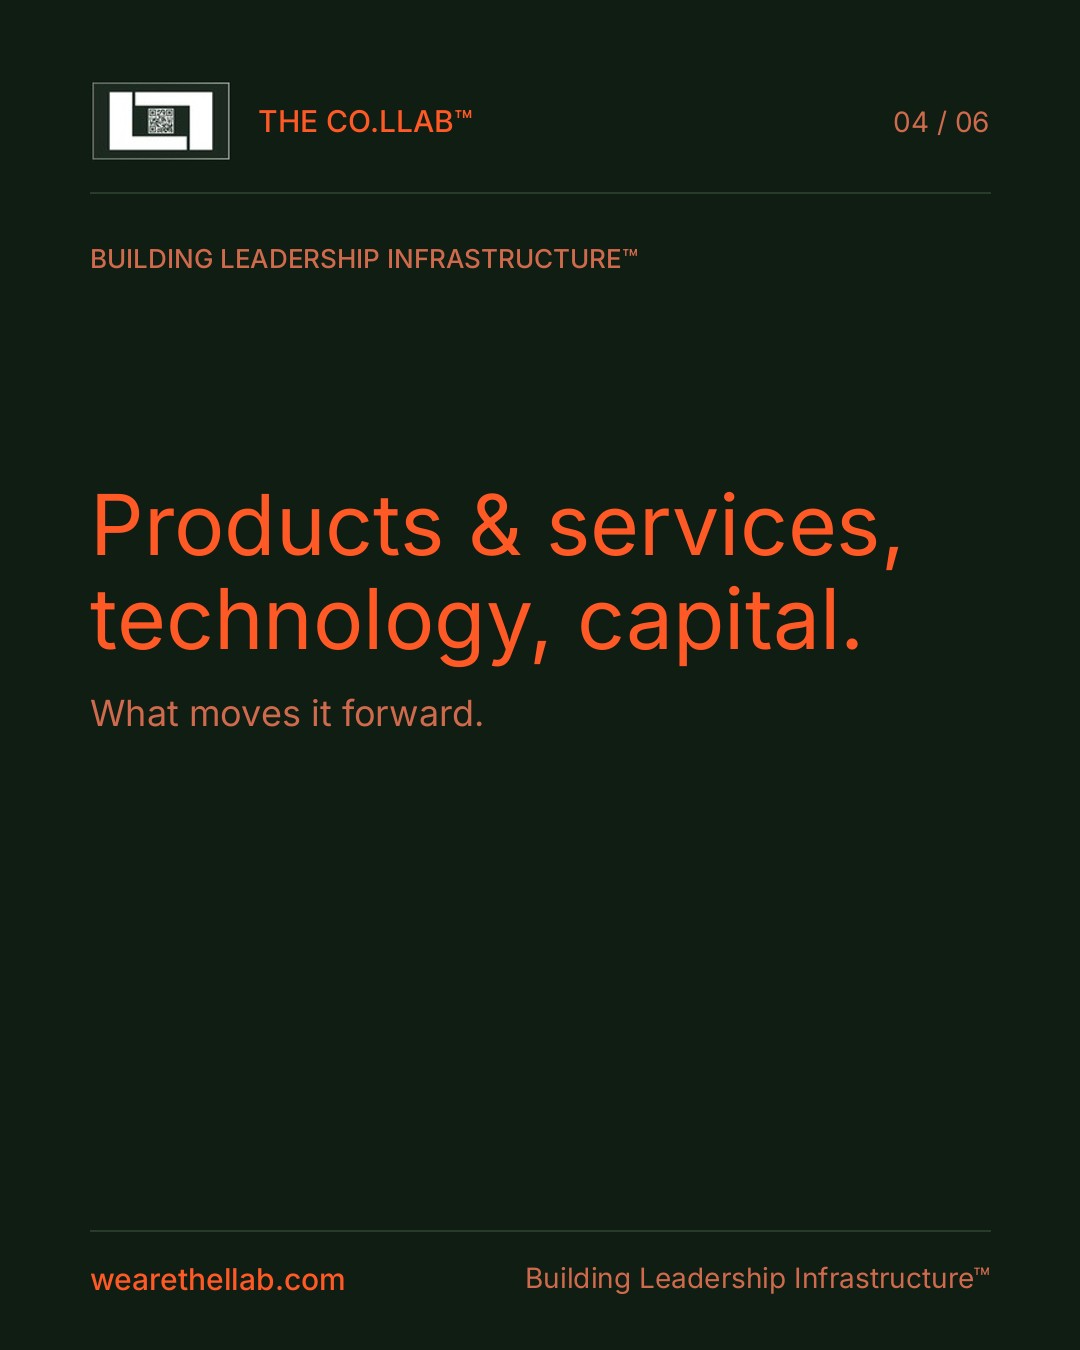 THE CO.LLAB™
04 / 06
BUILDING LEADERSHIP INFRASTRUCTURE™
Products & services,
technology, capital.
What moves it forward.
wearethellab.com
Building Leadership Infrastructure™